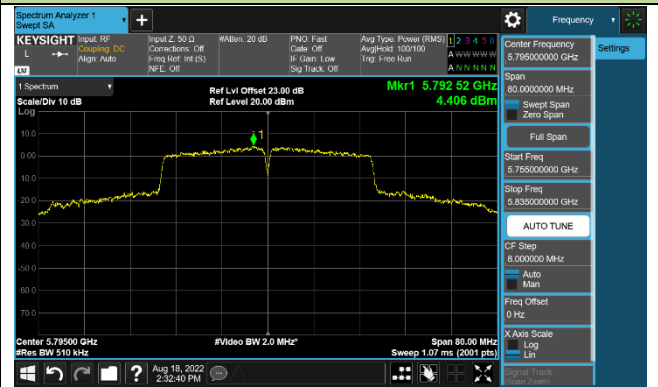 Spectrum Analyzer 1
Swept SA
Frequency
KEYSIGHT
L
LXI
Input: RF
Coupling: DC
Align: Auto
Input Z: 50 Ω
Corrections: Off
Freq Ref: Int (S)
NFE: Off
#Atten: 20 dB
PNO: Fast
Gate: Off
IF Gain: Low
Sig Track: Off
Avg Type: Power (RMS)
Avg|Hold: 100/100
Trig: Free Run
1 2 3 4 5 6
A W W W W W
A N N N N N
Center Frequency
5.795000000 GHz
Settings
Span
80.0000000 MHz
Swept Span
Zero Span
Full Span
Start Freq
5.755000000 GHz
Stop Freq
5.835000000 GHz
AUTO TUNE
CF Step
8.000000 MHz
Auto
Man
Freq Offset
0 Hz
X Axis Scale
Log
Lin
Signal Track
(Span Zoom)
1 Spectrum
Scale/Div 10 dB
Log
Ref Lvl Offset 23.00 dB
Ref Level 20.00 dBm
Mkr1 5.792 52 GHz
4.406 dBm
1
10.0
0.00
-10.0
-20.0
-30.0
-40.0
-50.0
-60.0
-70.0
Center 5.79500 GHz
#Res BW 510 kHz
#Video BW 2.0 MHz*
Span 80.00 MHz
Sweep 1.07 ms (2001 pts)
?
Aug 18, 2022
2:32:40 PM